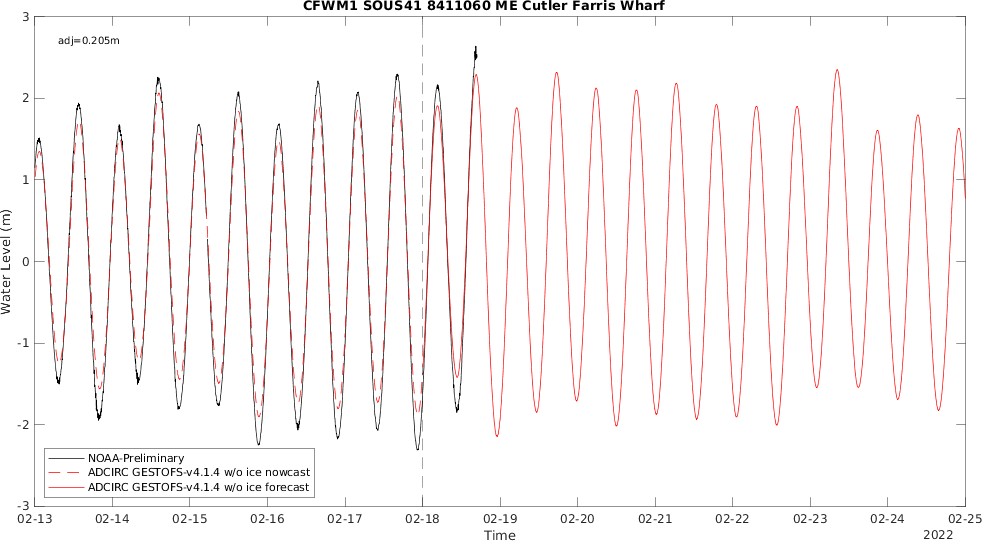 CFWM1 SOUS41 8411060 ME Cutler Farris Wharf
adj=0.205m
3
2
1
0
-1
-2
-3
Water Level (m)
NOAA-Preliminary
ADCIRC GESTOFS-v4.1.4 w/o ice nowcast
ADCIRC GESTOFS-v4.1.4 w/o ice forecast
02-13 02-14 02-15 02-16 02-17 02-18 02-19 02-20 02-21 02-22 02-23 02-24 02-25
Time
2022